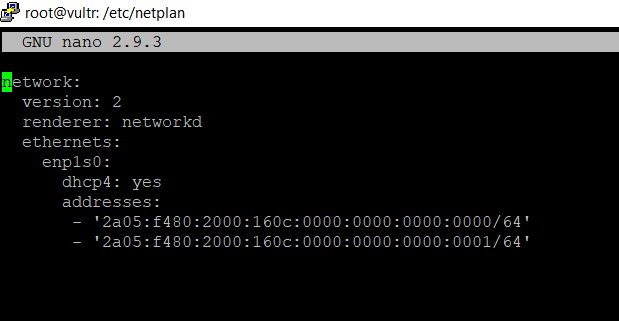 root@vultr: /etc/netplan
GNU nano 2.9.3
network:
version: 2
renderer: networkd
ethernets:
enp1s0:
dhcp4: yes
addresses:
- '2a05:f480:2000:160c:0000:0000:0000:0000/64'
- '2a05:f480:2000:160c:0000:0000:0000:0001/64'